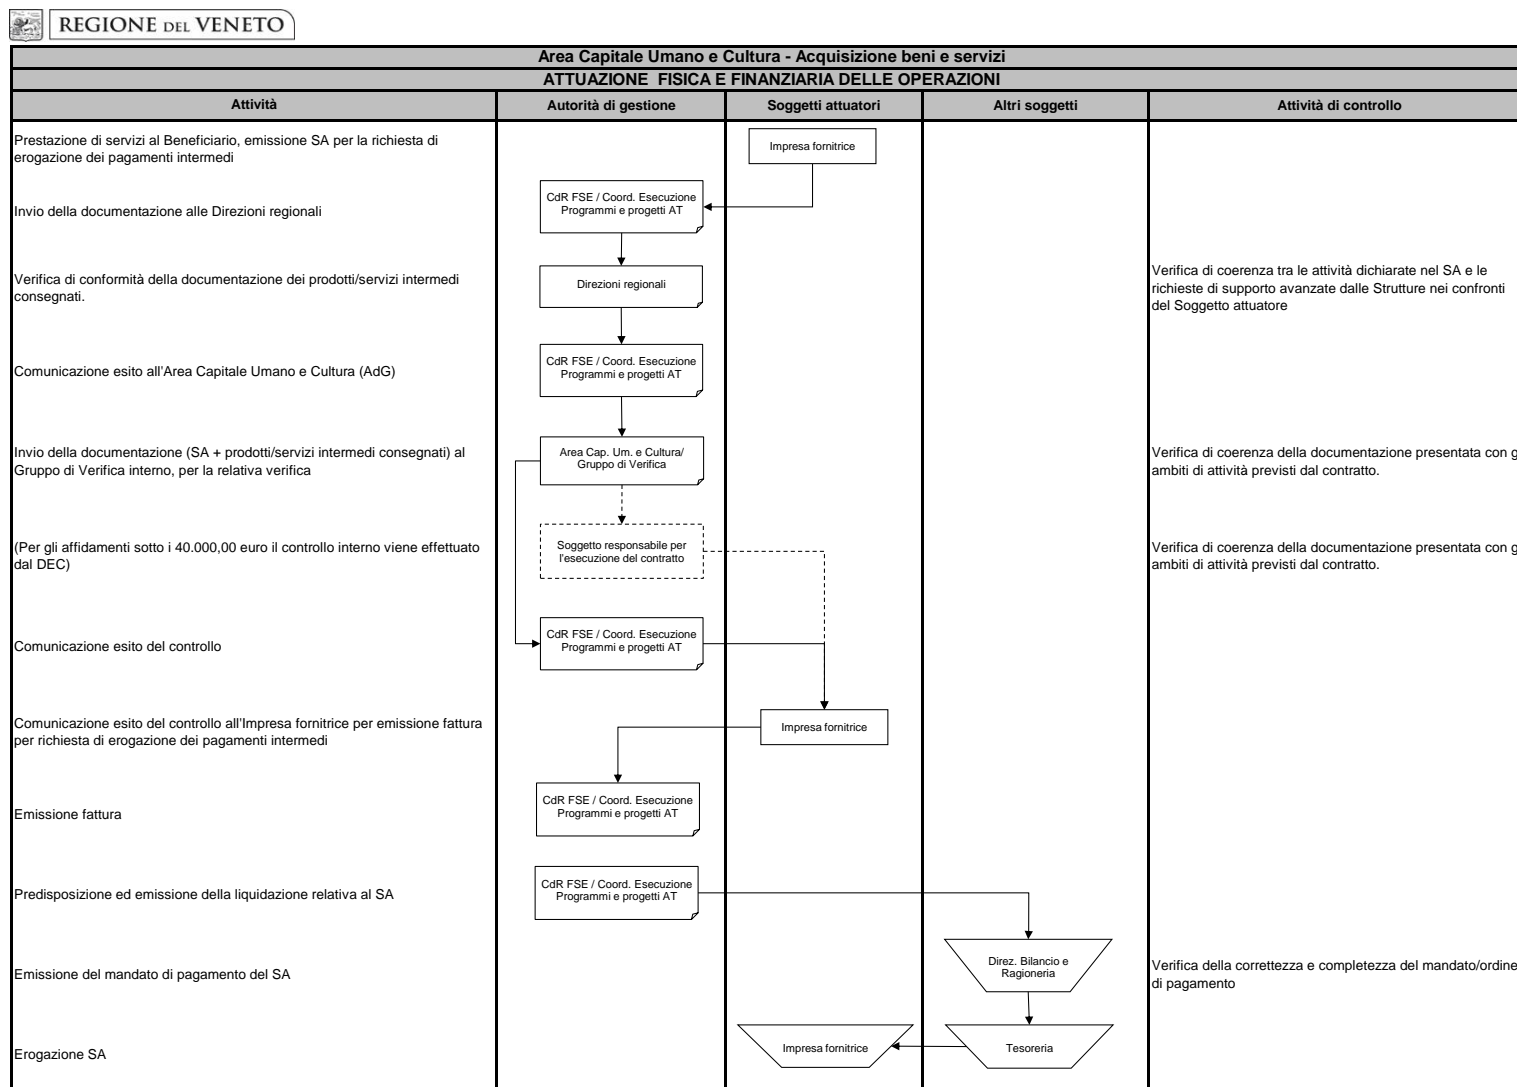 REGIONE DEL VENETO
Area Capitale Umano e Cultura - Acquisizione beni e servizi
ATTUAZIONE FISICA E FINANZIARIA DELLE OPERAZIONI
Attività
Autorità di gestione
Soggetti attuatori
Altri soggetti
Attività di controllo
Prestazione di servizi al Beneficiario, emissione SA per la richiesta di
erogazione dei pagamenti intermedi
Impresa fornitrice
Invio della documentazione alle Direzioni regionali
CdR FSE / Coord. Esecuzione
Programmi e progetti AT
Verifica di conformità della documentazione dei prodotti/servizi intermedi
consegnati.
Direzioni regionali
Verifica di coerenza tra le attività dichiarate nel SA e le
richieste di supporto avanzate dalle Strutture nei confronti
del Soggetto attuatore
Comunicazione esito all'Area Capitale Umano e Cultura (AdG)
CdR FSE / Coord. Esecuzione
Programmi e progetti AT
Invio della documentazione (SA + prodotti/servizi intermedi consegnati) al
Gruppo di Verifica interno, per la relativa verifica
Area Cap. Um. e Cultura/
Gruppo di Verifica
Verifica di coerenza della documentazione presentata con g
ambiti di attività previsti dal contratto.
(Per gli affidamenti sotto i 40.000,00 euro il controllo interno viene effettuato
dal DEC)
Soggetto responsabile per
l'esecuzione del contratto
Verifica di coerenza della documentazione presentata con g
ambiti di attività previsti dal contratto.
Comunicazione esito del controllo
CdR FSE / Coord. Esecuzione
Programmi e progetti AT
Comunicazione esito del controllo all'Impresa fornitrice per emissione fattura
per richiesta di erogazione dei pagamenti intermedi
Impresa fornitrice
Emissione fattura
CdR FSE / Coord. Esecuzione
Programmi e progetti AT
Predisposizione ed emissione della liquidazione relativa al SA
CdR FSE / Coord. Esecuzione
Programmi e progetti AT
Emissione del mandato di pagamento del SA
Direz. Bilancio e
Ragioneria
Verifica della correttezza e completezza del mandato/ordine
di pagamento
Erogazione SA
Impresa fornitrice
Tesoreria